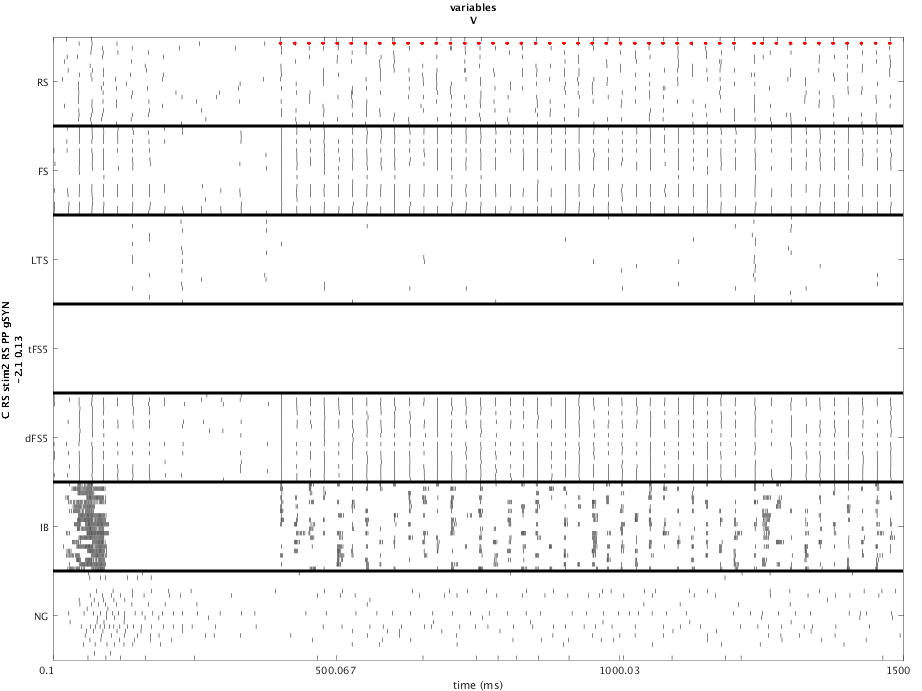 variables
V
RS
FS
LTS
tFS5
dFS5
IB
NG
C RS stim2 RS PP gSYN
-2.1 0.13
0.1
500.067
1000.03
1500
time (ms)